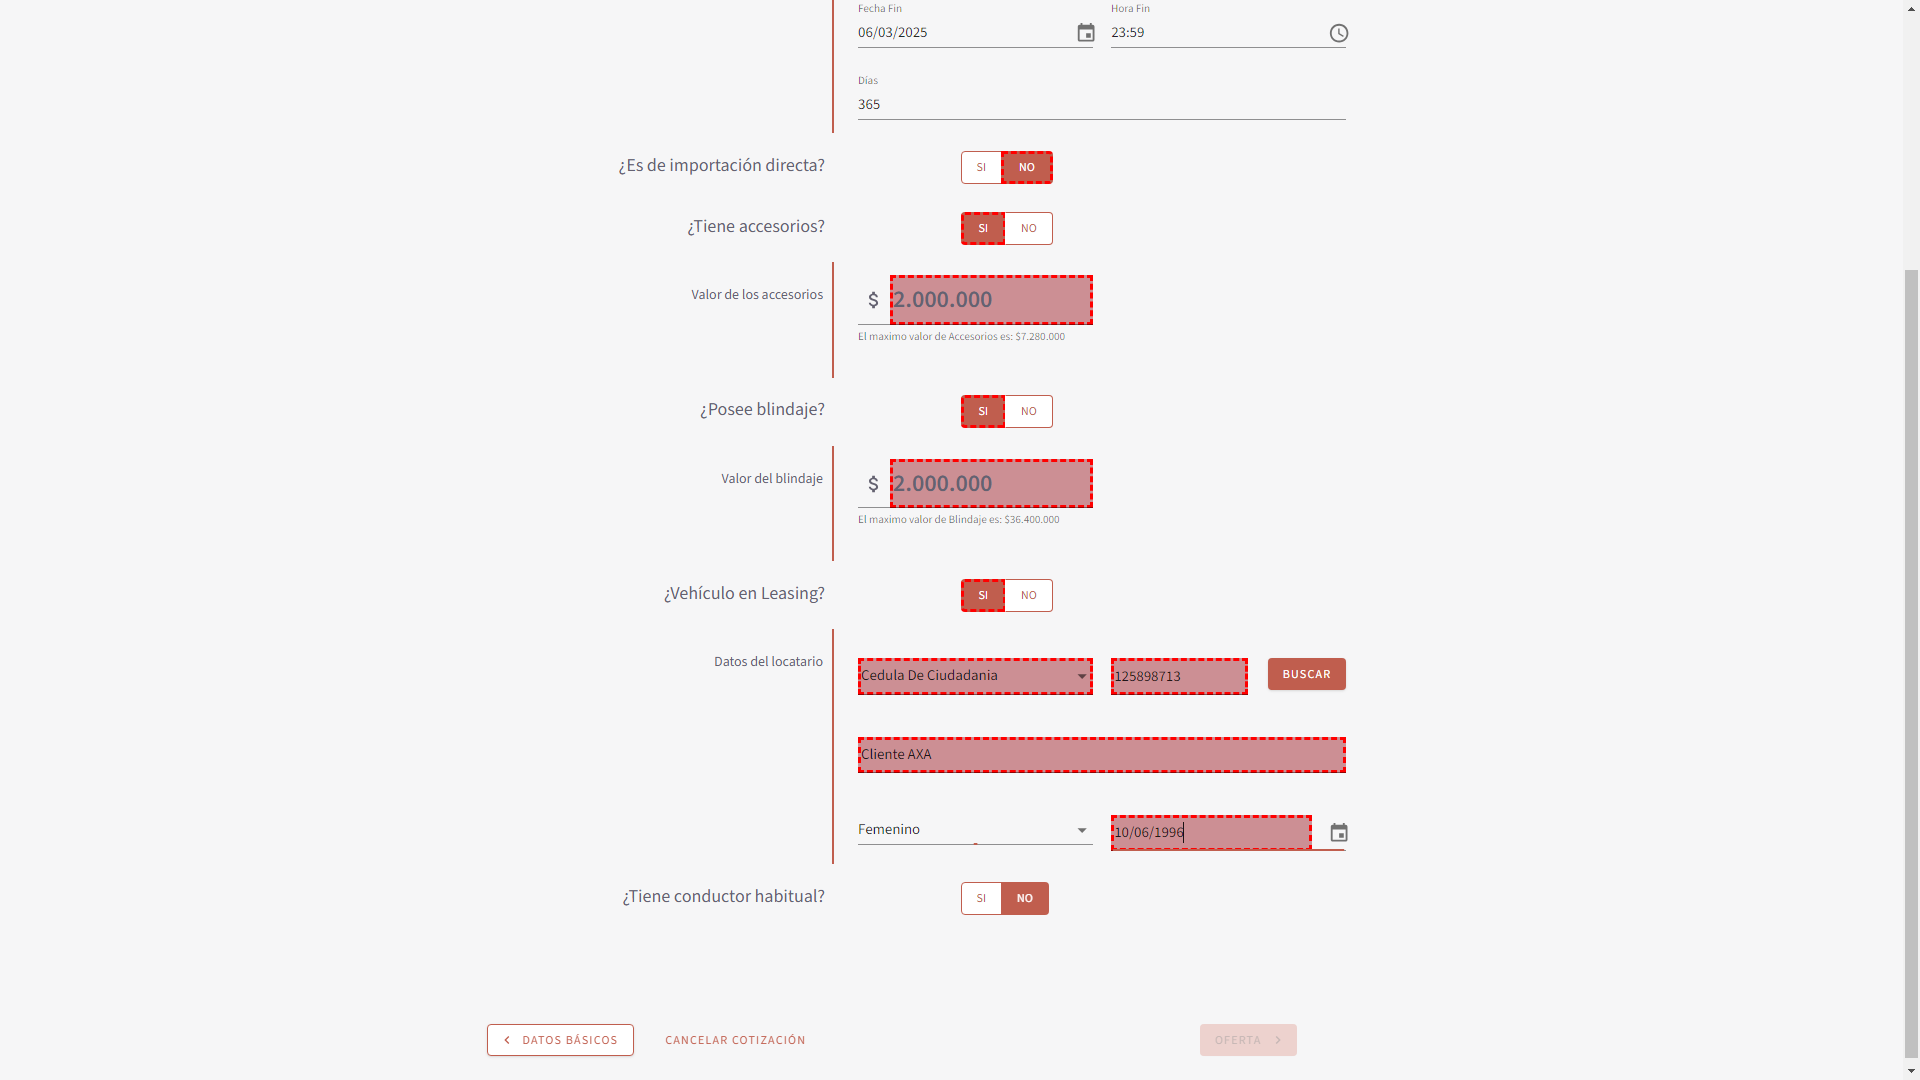 Fecha Fin
06/03/2025
Hora Fin
23:59
Días
365
¿Es de importación directa?
SI
NO
¿Tiene accesorios?
SI
NO
Valor de los accesorios
$ 2.000.000
El maximo valor de Accesorios es: $7.280.000
¿Posee blindaje?
SI
NO
Valor del blindaje
$ 2.000.000
El maximo valor de Blindaje es: $36.400.000
¿Vehículo en Leasing?
SI
NO
Datos del locatario
Cedula De Ciudadania
125898713
BUSCAR
Cliente AXA
Femenino
10/06/1996
¿Tiene conductor habitual?
SI
NO
DATOS BÁSICOS
CANCELAR COTIZACIÓN
OFERTA